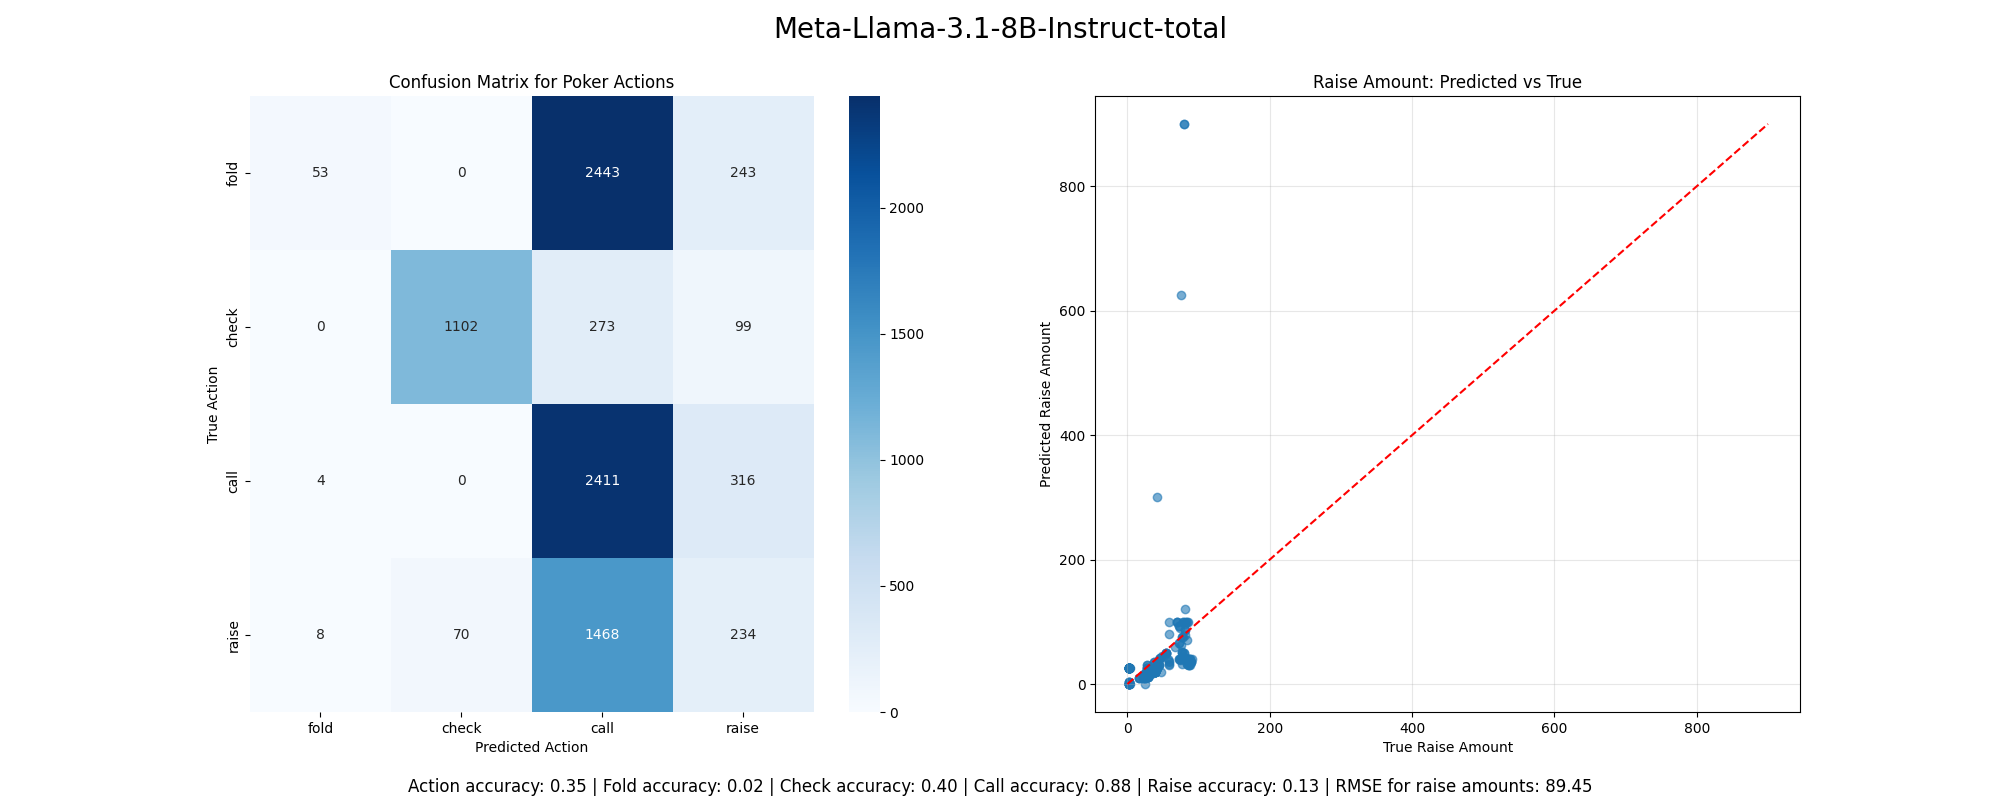 Meta-Llama-3.1-8B-Instruct-total
Confusion Matrix for Poker Actions
fold 53 0 2443 243
check 0 1102 273 99
call 4 0 2411 316
raise 8 70 1468 234
fold check call raise
Predicted Action
True Action
2000
1500
1000
500
0
Raise Amount: Predicted vs True
Predicted Raise Amount
800
600
400
200
0
0 200 400 600 800
True Raise Amount
Action accuracy: 0.35 | Fold accuracy: 0.02 | Check accuracy: 0.40 | Call accuracy: 0.88 | Raise accuracy: 0.13 | RMSE for raise amounts: 89.45